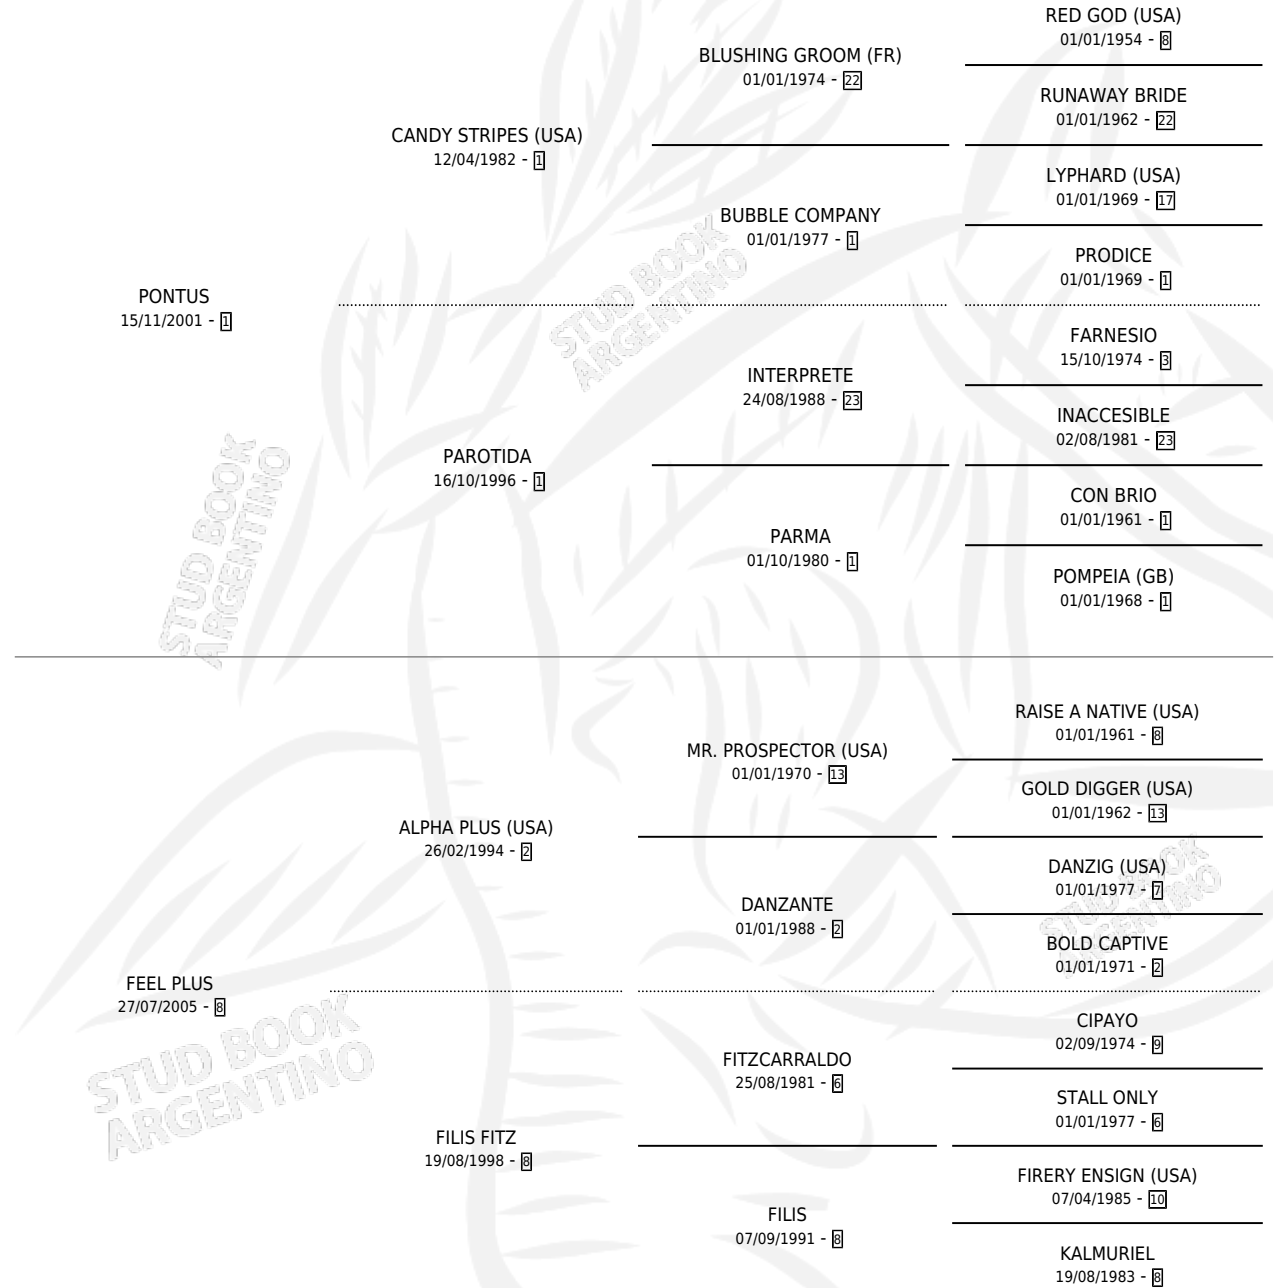 RED GOD (USA)
01/01/1954 - 8
BLUSHING GROOM (FR)
01/01/1974 - 22
RUNAWAY BRIDE
01/01/1962 - 22
CANDY STRIPES (USA)
12/04/1982 - 1
LYPHARD (USA)
01/01/1969 - 17
BUBBLE COMPANY
01/01/1977 - 1
PRODICE
01/01/1969 - 1
PONTUS
15/11/2001 - 1
STUD BOOK
ARGENTINO
FARNESIO
15/10/1974 - 3
INTERPRETE
24/08/1988 - 23
INACCESIBLE
02/08/1981 - 23
PAROTIDA
16/10/1996 - 1
CON BRIO
01/01/1961 - 1
PARMA
01/10/1980 - 1
POMPEIA (GB)
01/01/1968 - 1
STUD BOOK
ARGENTINO
RAISE A NATIVE (USA)
01/01/1961 - 8
MR. PROSPECTOR (USA)
01/01/1970 - 13
GOLD DIGGER (USA)
01/01/1962 - 13
ALPHA PLUS (USA)
26/02/1994 - 2
DANZIG (USA)
01/01/1977 - 7
DANZANTE
01/01/1988 - 2
BOLD CAPTIVE
01/01/1971 - 2
STUD BOOK
ARGENTINO
FEEL PLUS
27/07/2005 - 8
CIPAYO
02/09/1974 - 9
FITZCARRALDO
25/08/1981 - 6
STALL ONLY
01/01/1977 - 6
STUD BOOK
ARGENTINO
FILIS FITZ
19/08/1998 - 8
FIRERY ENSIGN (USA)
07/04/1985 - 10
FILIS
07/09/1991 - 8
KALMURIEL
19/08/1983 - 8